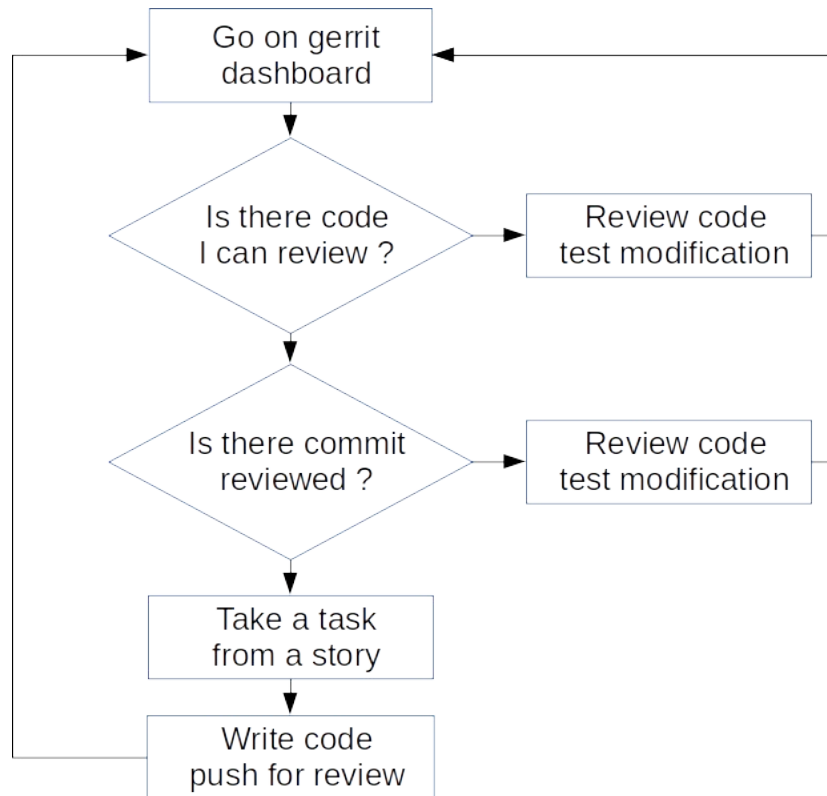 Go on gerrit
dashboard
Is there code
I can review ?
Review code
test modification
Is there commit
reviewed ?
Review code
test modification
Take a task
from a story
Write code
push for review